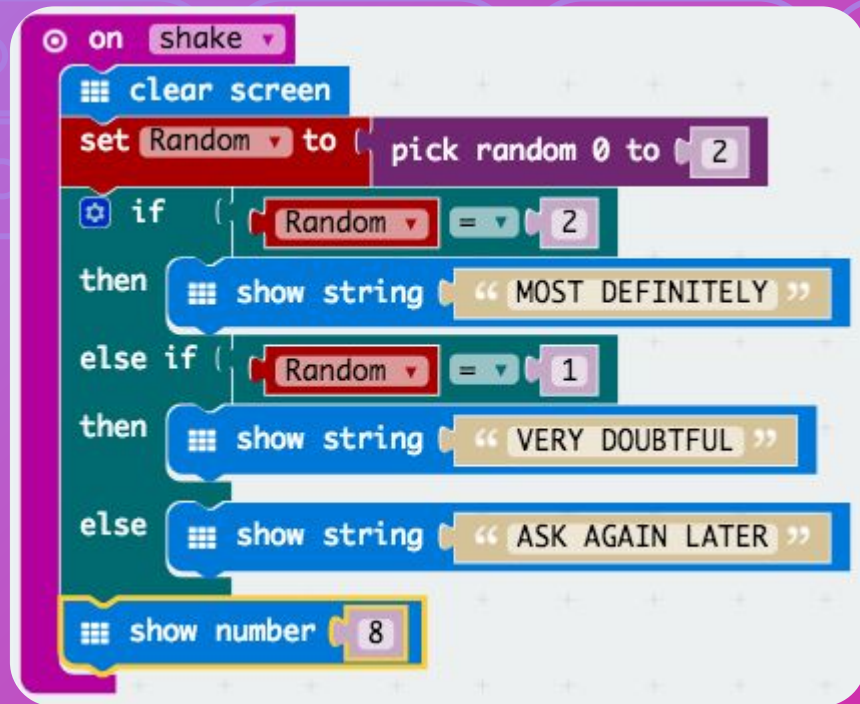 on shake
clear screen
set Random to pick random 0 to 2
if Random = 2
then show string “ MOST DEFINITELY ”
else if Random = 1
then show string “ VERY DOUBTFUL ”
else show string “ ASK AGAIN LATER ”
show number 8